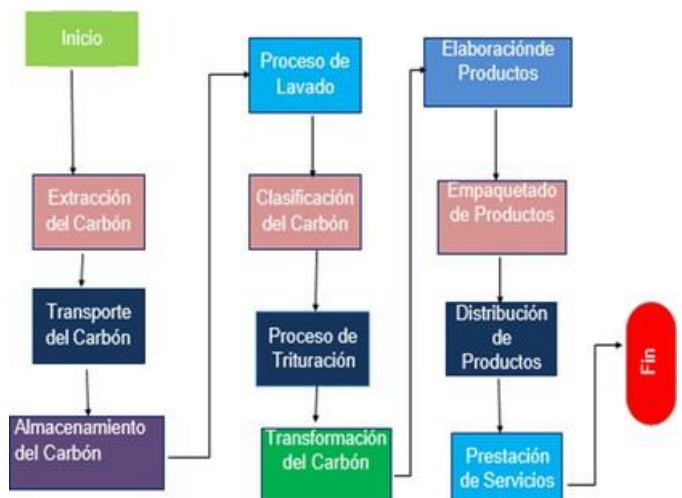 Inicio
Extracción
del Carbón
Transporte
del Carbón
Almacenamiento
del Carbón
Proceso de
Lavado
Clasificación
del Carbón
Proceso de
Trituración
Transformación
del Carbón
Elaboraciónde
Productos
Empaquetado
de Productos
Distribución
de
Productos
Prestación
de Servicios
Fin